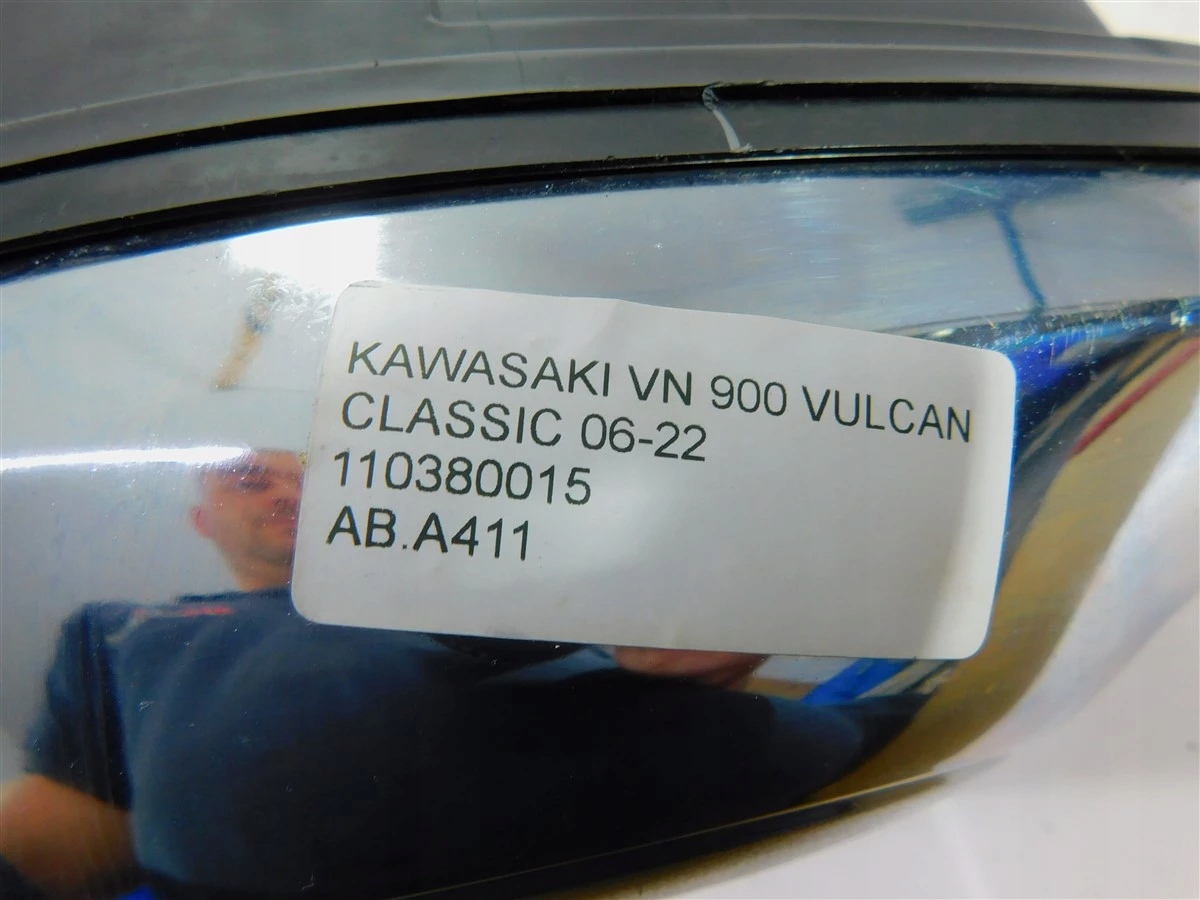 KAWASAKI VN 900 VULCAN
CLASSIC 06-22
110380015
AB.A411